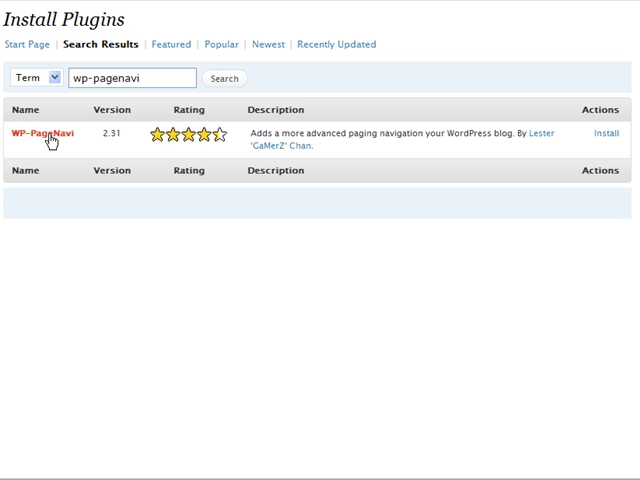 Install Plugins
Start Page | Search Results | Featured | Popular | Newest | Recently Updated
Term wp-pagenavi Search
Name Version Rating Description Actions
WP-PageNavi 2.31 Adds a more advanced paging navigation your WordPress blog. By Lester Install
'GaMerZ' Chan.
Name Version Rating Description Actions